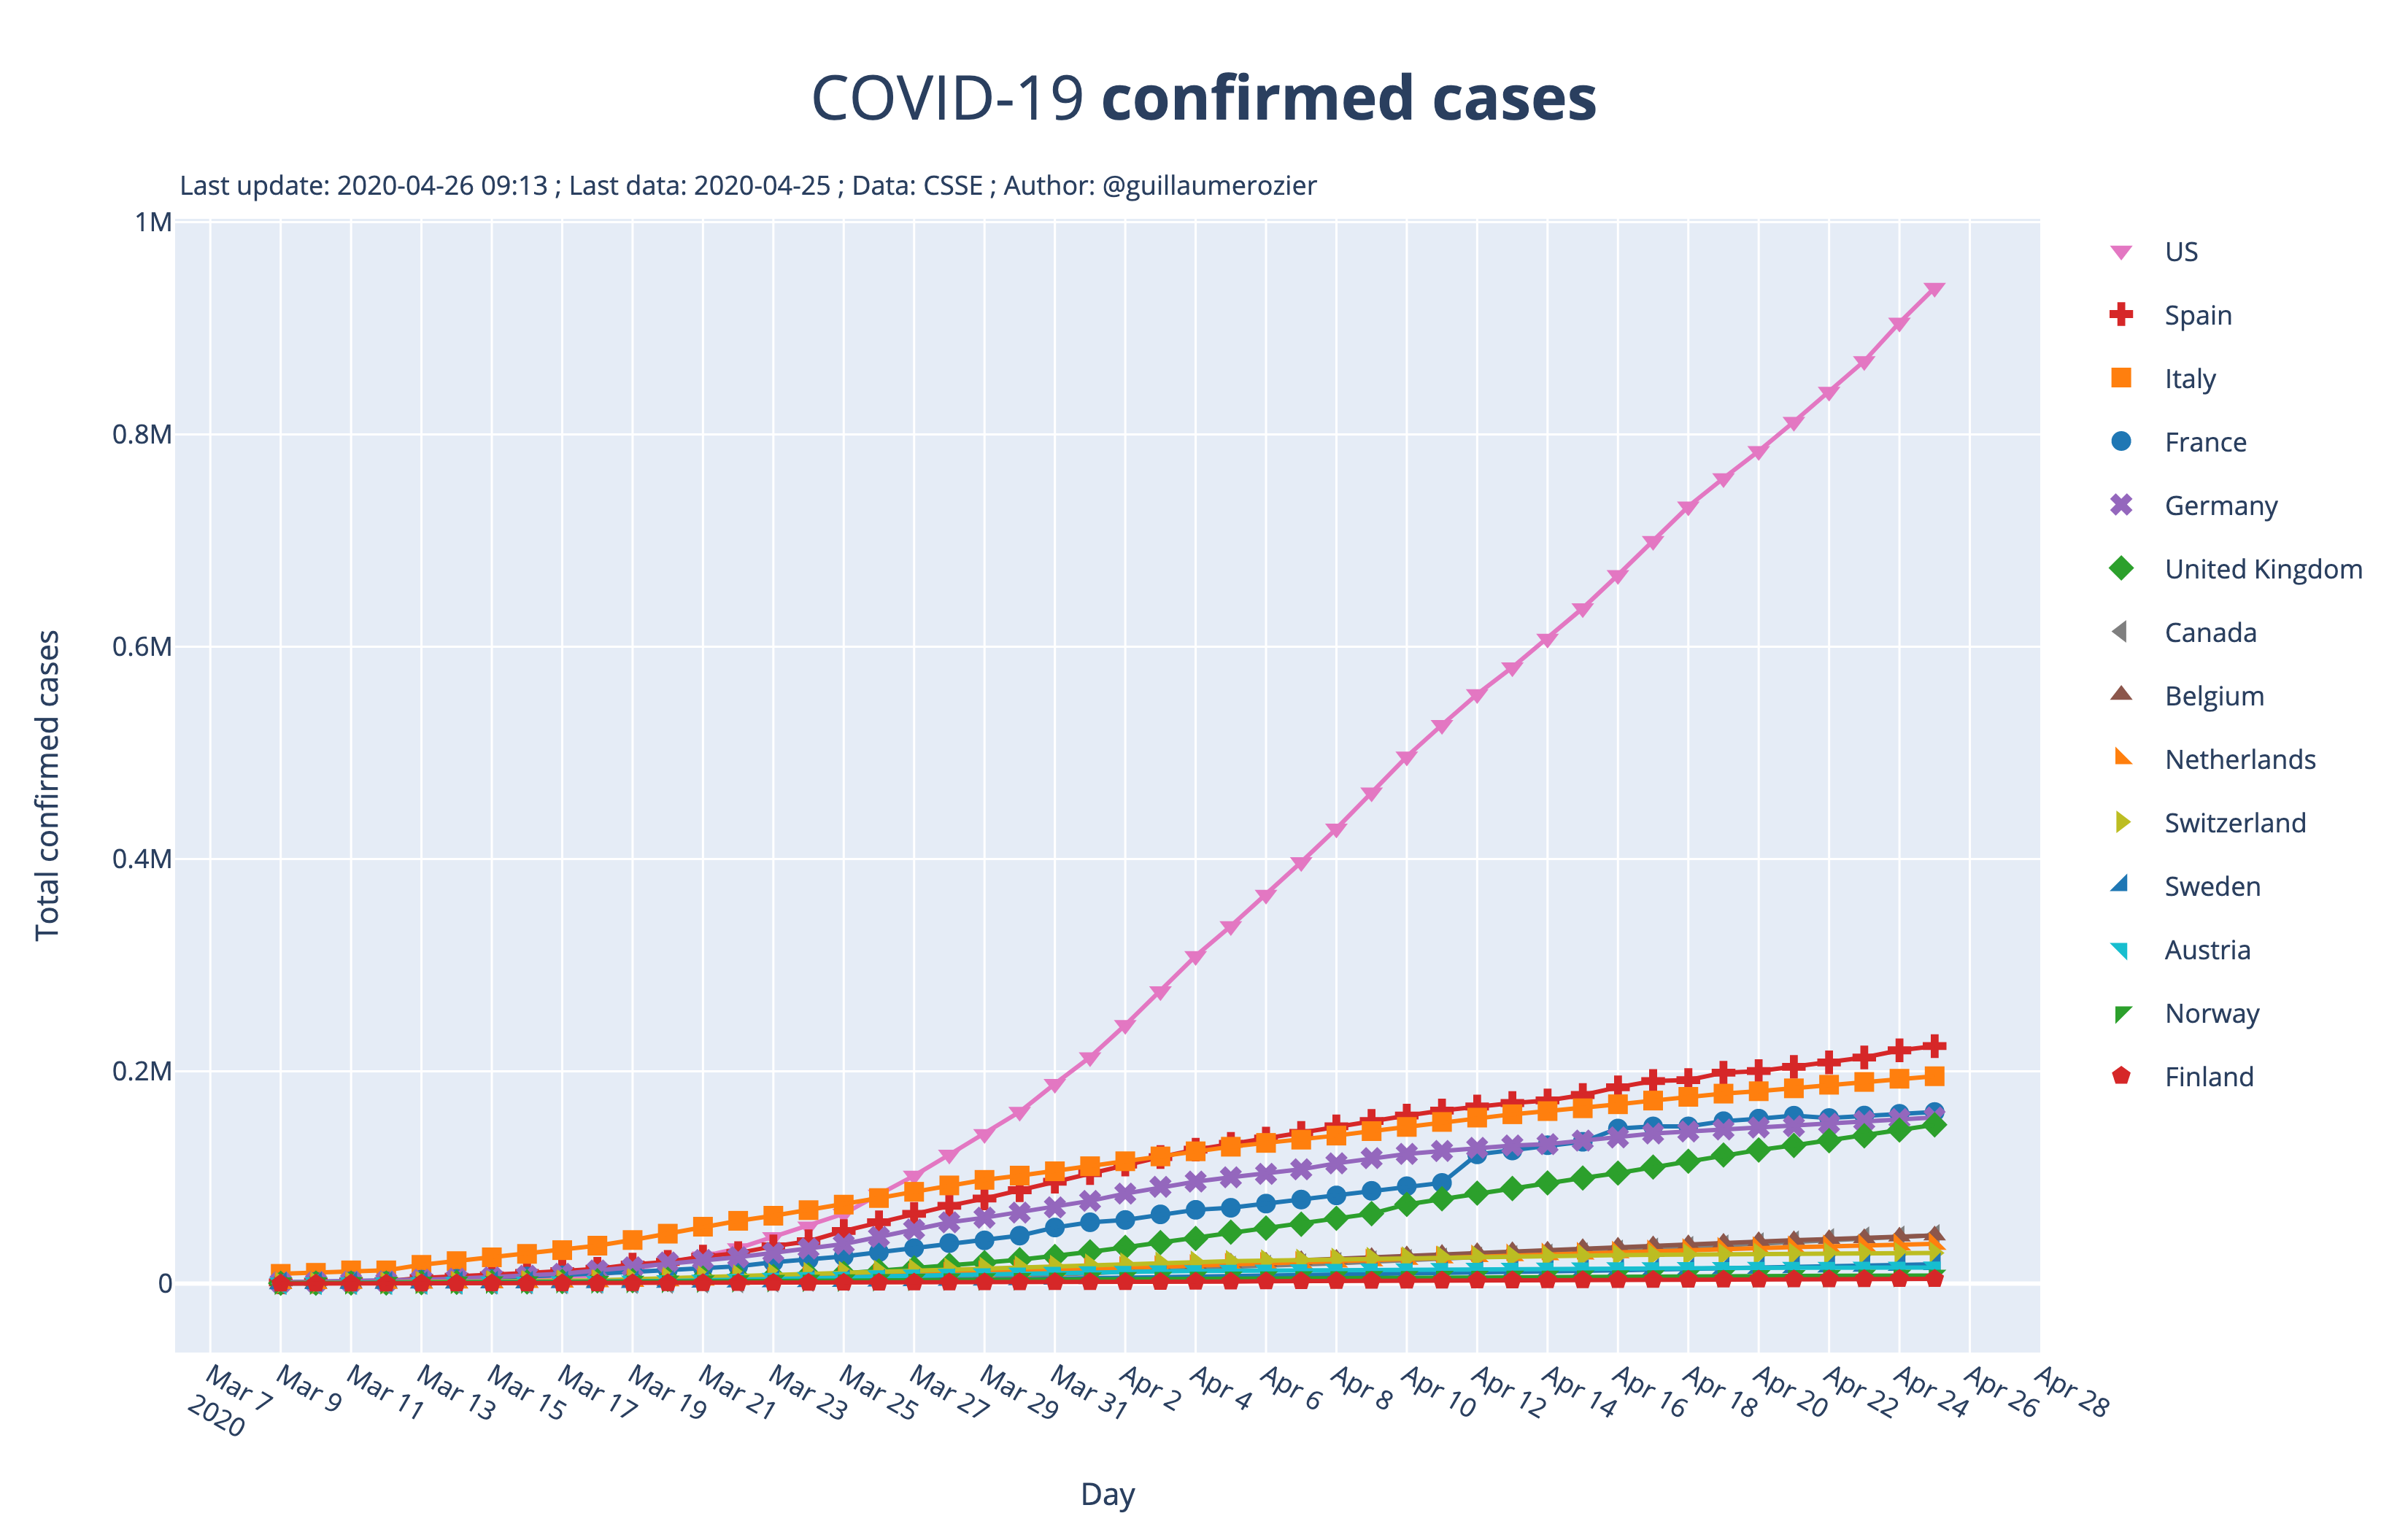 COVID-19 confirmed cases
Last update: 2020-04-26 09:13 ; Last data: 2020-04-25 ; Data: CSSE ; Author: @guillaumerozier
1M
0.8M
0.6M
0.4M
0.2M
0
Total confirmed cases
Mar 7
2020
Mar 9
Mar 11
Mar 13
Mar 15
Mar 17
Mar 19
Mar 21
Mar 23
Mar 25
Mar 27
Mar 29
Mar 31
Apr 2
Apr 4
Apr 6
Apr 8
Apr 10
Apr 12
Apr 14
Apr 16
Apr 18
Apr 20
Apr 22
Apr 24
Apr 26
Apr 28
Day
US
Spain
Italy
France
Germany
United Kingdom
Canada
Belgium
Netherlands
Switzerland
Sweden
Austria
Norway
Finland